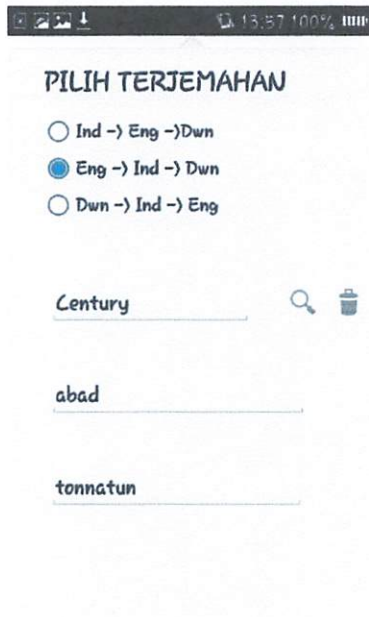 13:57 100%
PILIH TERJEMAHAN
Ind -> Eng ->Dwn
Eng -> Ind -> Dwn
Dwn -> Ind -> Eng
Century
abad
tonnatun